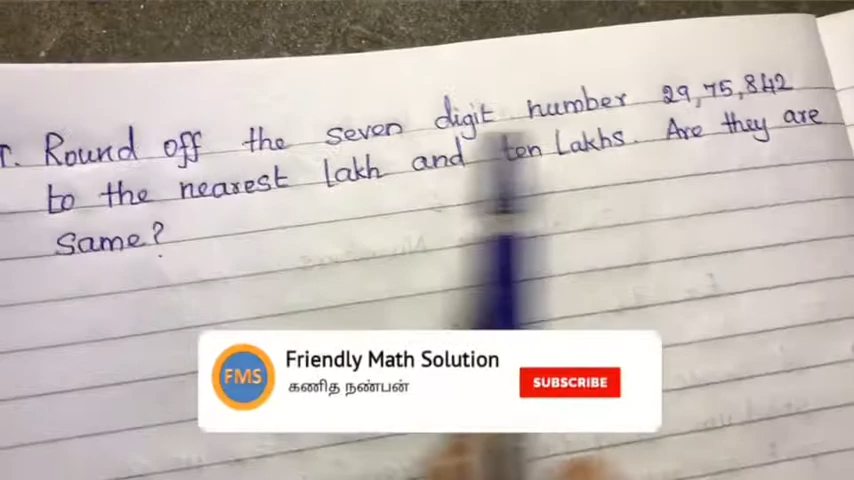 r. Round off the seven digit number 29,75,842
to the nearest lakh and ten Lakhs. Are they are
Same?
FMS
Friendly Math Solution
கணித நண்பன்
SUBSCRIBE